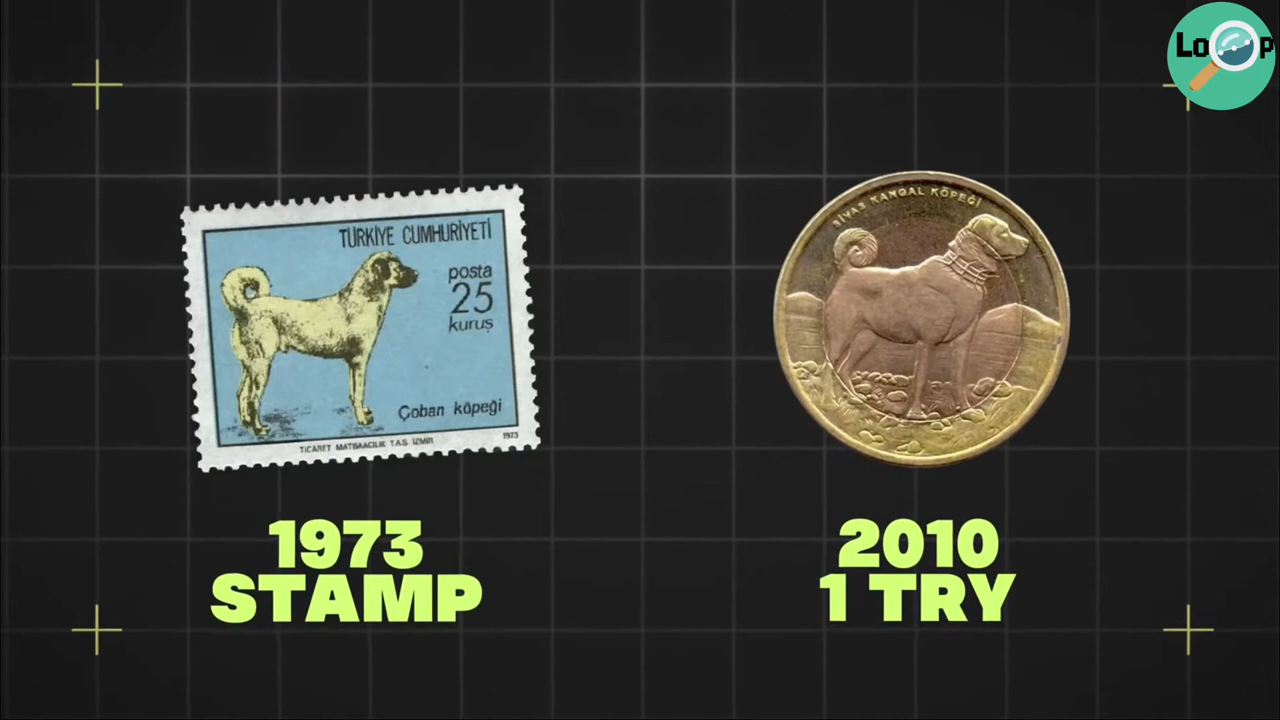 LoOp
TÜRKİYE CUMHURİYETİ
posta
25
kuruş
Çoban köpeği
TİCARET MATBAACILIK T.A.Ş. İZMİR 1973
SİVAS KANGAL KÖPEĞİ
1973
STAMP
2010
1 TRY